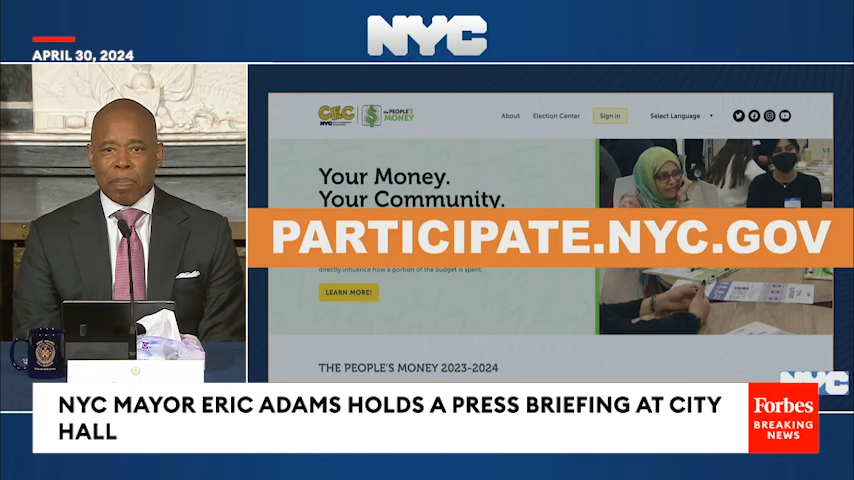 NYC
APRIL 30, 2024
CEC
NYC
the PEOPLE'S
MONEY
About
Election Center
Sign in
Select Language
Your Money.
Your Community.
PARTICIPATE.NYC.GOV
directly influence how a portion of the budget is spent.
LEARN MORE!
THE PEOPLE'S MONEY 2023-2024
NYC
NYC MAYOR ERIC ADAMS HOLDS A PRESS BRIEFING AT CITY
HALL
Forbes
BREAKING
NEWS